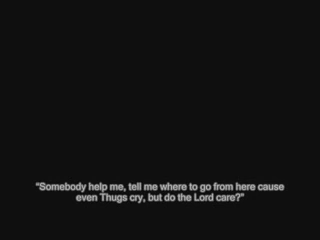 “Somebody help me, tell me where to go from here cause
even Thugs cry, but do the Lord care?”